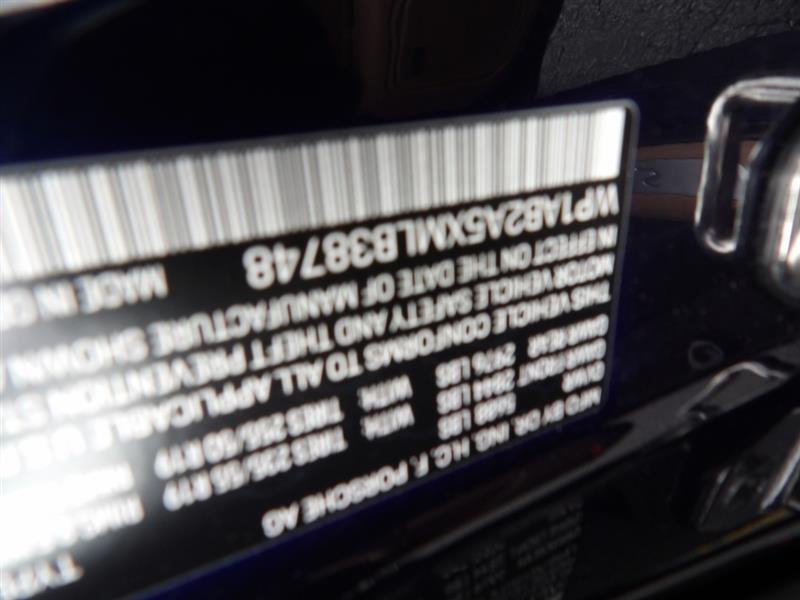 MFD BY DR. ING. H.C. F. PORSCHE AG
GVWR 5688 LBS
GAWR FRONT 2844 LBS WITH: TIRES 235/55 R19
GAWR REAR 2976 LBS WITH: TIRES 255/50 R19
THIS VEHICLE CONFORMS TO ALL APPLICABLE U.S.
MOTOR VEHICLE SAFETY AND THEFT PREVENTION
IN EFFECT ON THE DATE OF MANUFACTURE SHOWN
WP1AB2A5XMLB38748 MADE IN